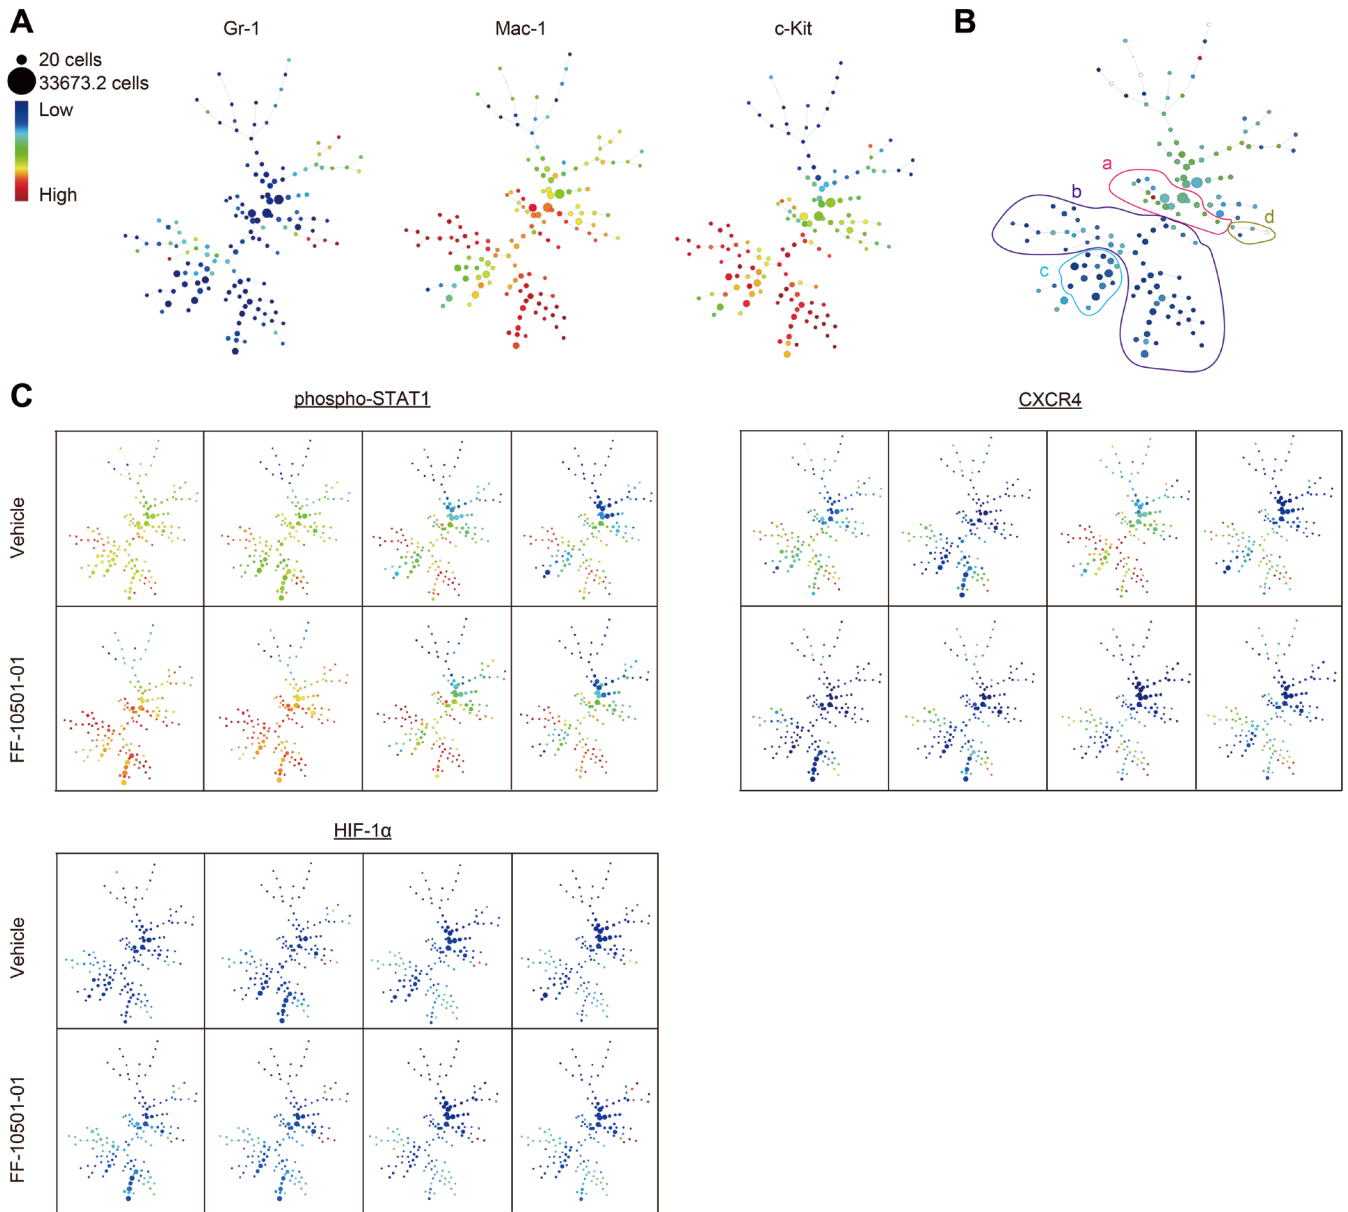 A
Gr-1
Mac-1
c-Kit
B
20 cells
33673.2 cells
Low
High
a
b
c
d
C
phospho-STAT1
CXCR4
Vehicle
FF-10501-01
HIF-1α
Vehicle
FF-10501-01